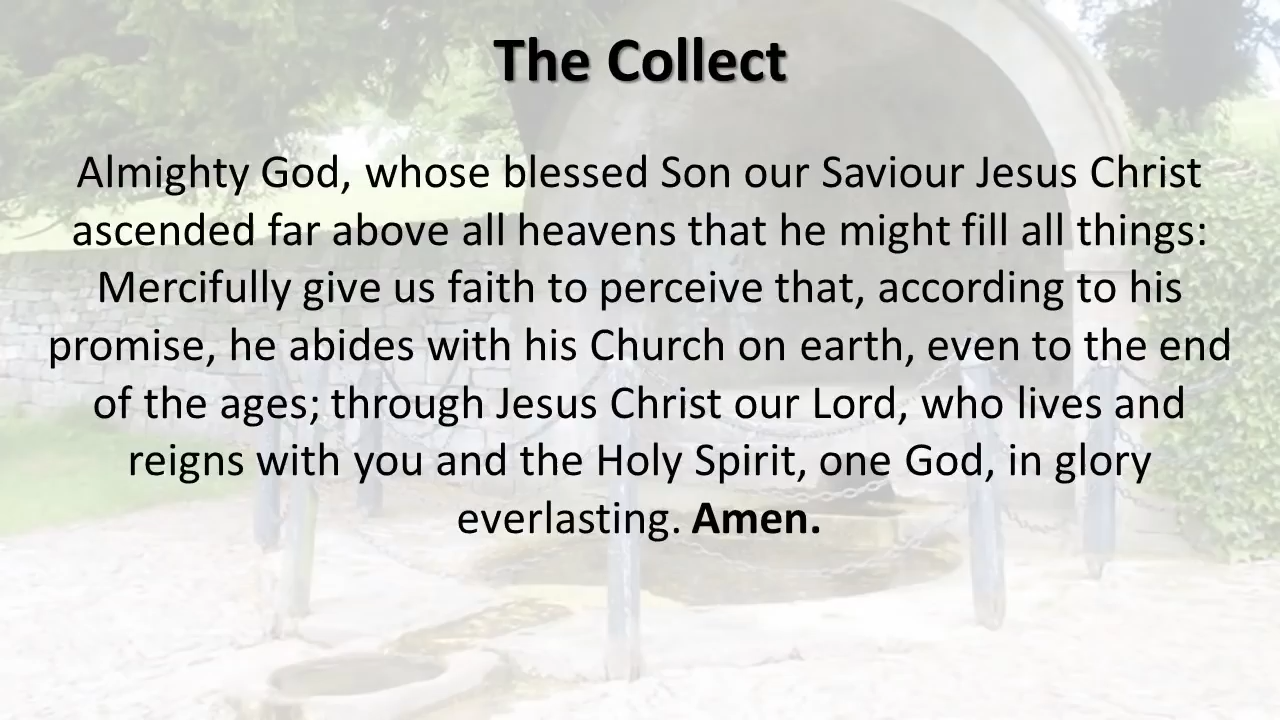 The Collect
Almighty God, whose blessed Son our Saviour Jesus Christ
ascended far above all heavens that he might fill all things:
Mercifully give us faith to perceive that, according to his
promise, he abides with his Church on earth, even to the end
of the ages; through Jesus Christ our Lord, who lives and
reigns with you and the Holy Spirit, one God, in glory
everlasting. Amen.